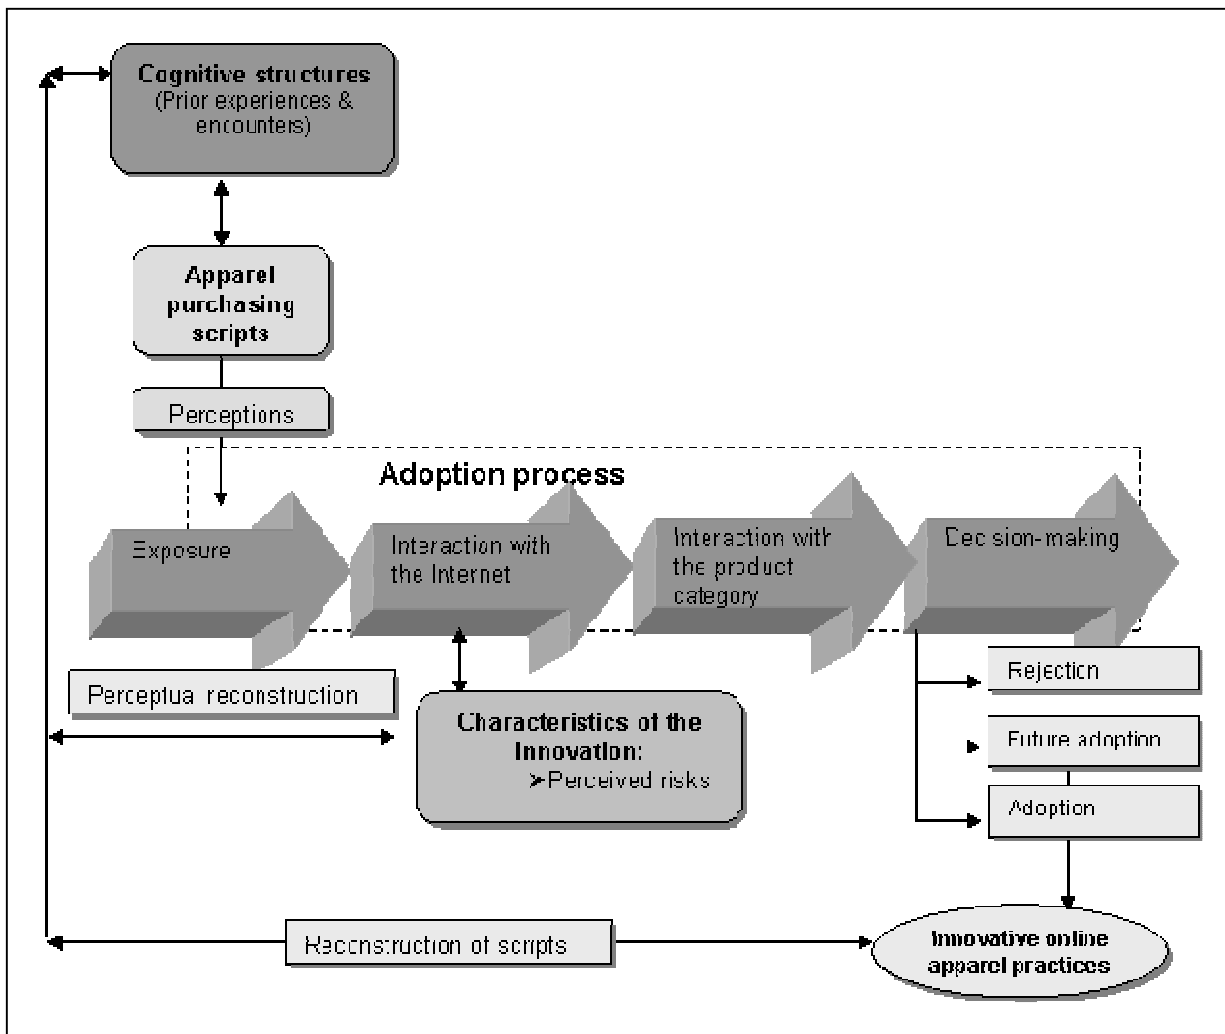 Cognitive structures
(Prior experiences &
encounters)
Apparel
purchasing
scripts
Perceptions
Adoption process
Exposure
Interaction with
the Internet
Interaction with
the product
category
Decision-making
Perceptual reconstruction
Characteristics of the
Innovation:
➢Perceived risks
Rejection
Future adoption
Adoption
Reconstruction of scripts
Innovative online
apparel practices